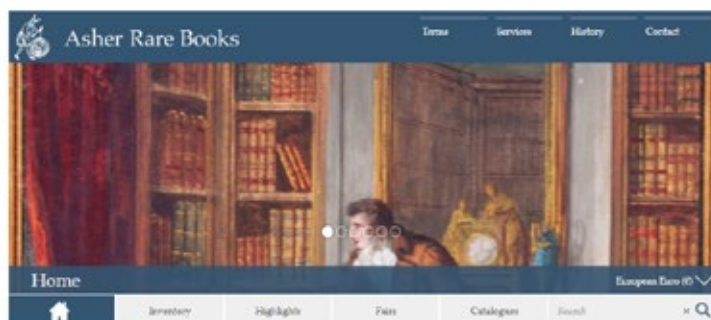 Asher Rare Books
Terms Services History Contact
Home
European Euro (€)
Inventory Highlights Fairs Catalogues Search ×